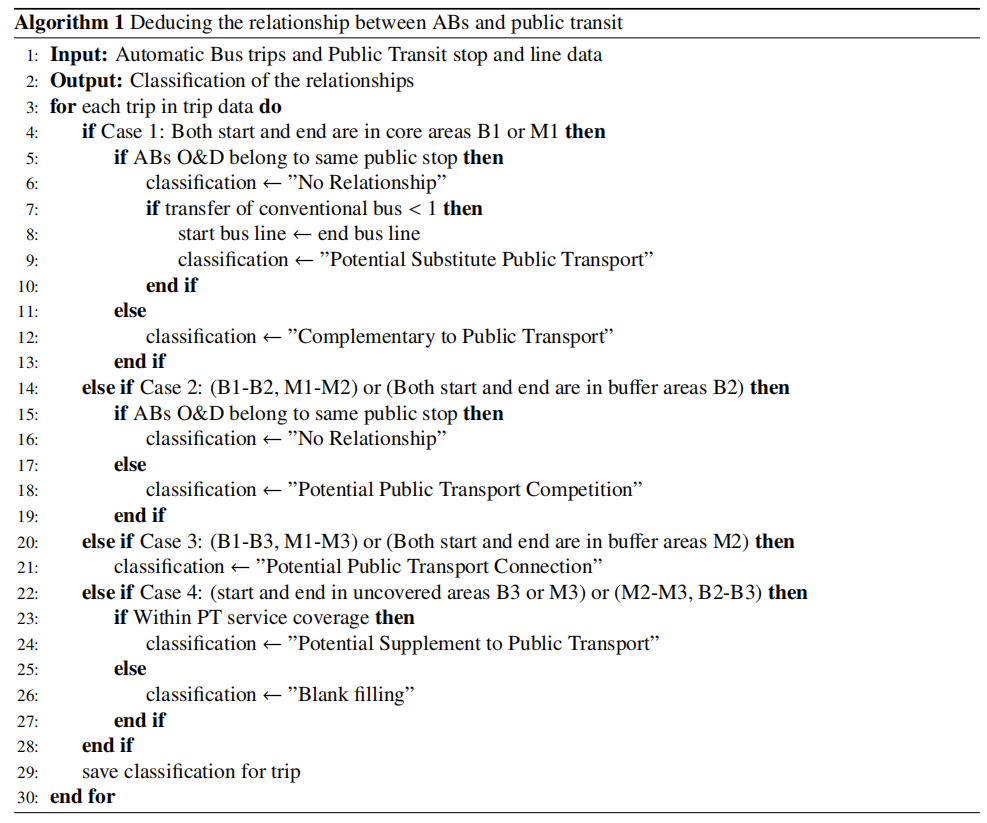 Algorithm 1 Deducing the relationship between ABs and public transit
1: Input: Automatic Bus trips and Public Transit stop and line data
2: Output: Classification of the relationships
3: for each trip in trip data do
4: if Case 1: Both start and end are in core areas B1 or M1 then
5: if ABs O&D belong to same public stop then
6: classification ← ”No Relationship”
7: if transfer of conventional bus < 1 then
8: start bus line ← end bus line
9: classification ← ”Potential Substitute Public Transport”
10: end if
11: else
12: classification ← ”Complementary to Public Transport”
13: end if
14: else if Case 2: (B1-B2, M1-M2) or (Both start and end are in buffer areas B2) then
15: if ABs O&D belong to same public stop then
16: classification ← ”No Relationship”
17: else
18: classification ← ”Potential Public Transport Competition”
19: end if
20: else if Case 3: (B1-B3, M1-M3) or (Both start and end are in buffer areas M2) then
21: classification ← ”Potential Public Transport Connection”
22: else if Case 4: (start and end in uncovered areas B3 or M3) or (M2-M3, B2-B3) then
23: if Within PT service coverage then
24: classification ← ”Potential Supplement to Public Transport”
25: else
26: classification ← ”Blank filling”
27: end if
28: end if
29: save classification for trip
30: end for